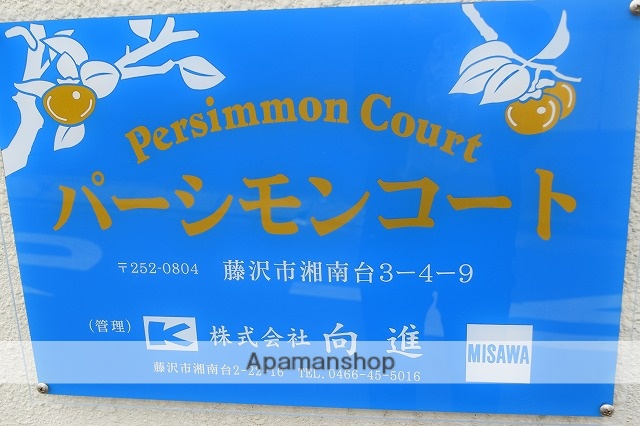 Persimmon Court
パーシモンコート
〒252-0804 藤沢市湘南台3-4-9
(管理) K 株式会社 向進
MISAWA
Apamanshop
藤沢市湘南台2-22-16 TEL.0466-45-5016